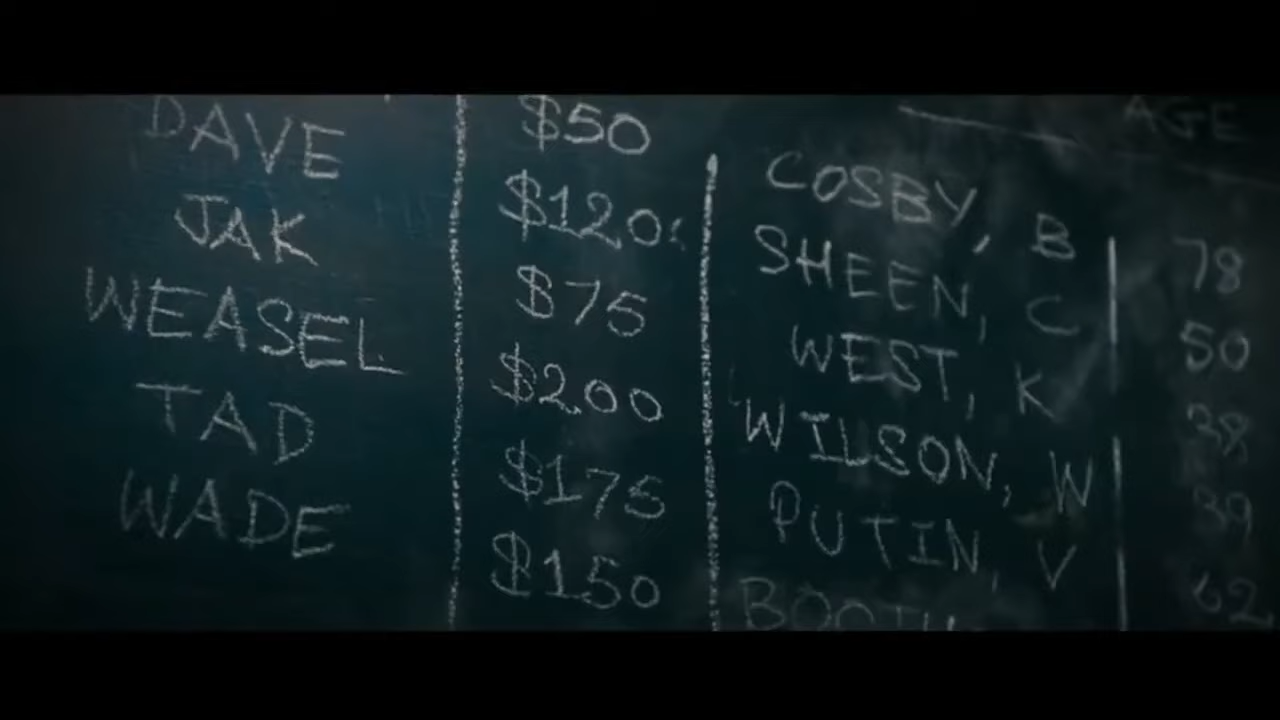 AGE
DAVE $50 COSBY, B 78
JAK $120 SHEEN, C 50
WEASEL $75 WEST, K 38
TAD $200 WILSON, W 39
WADE $175 PUTIN, V 62
$150